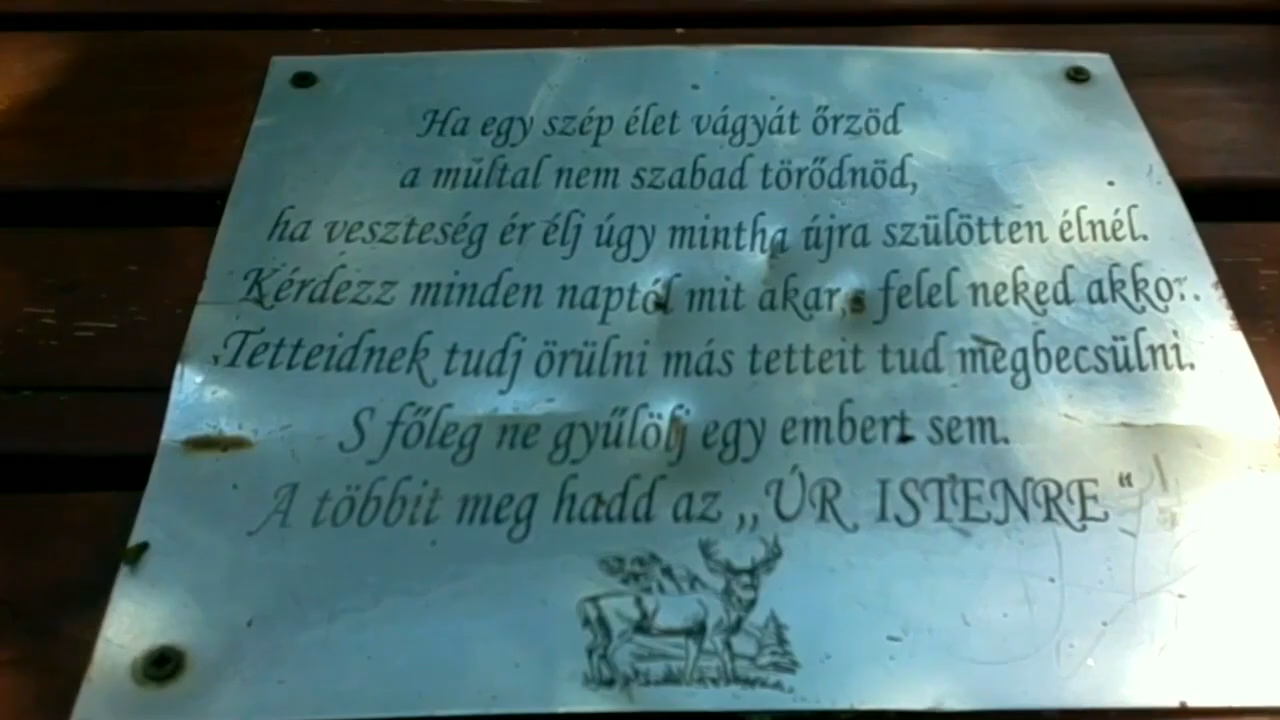 Ha egy szép élet vágyát őrzöd
a műltal nem szabad törődnöd,
ha veszteség ér élj úgy mintha újra szülötten élnél.
Kérdezz minden naptól mit akar,s felel neked akkor.
Tetteidnek tudj örülni más tetteit tud megbecsülni.
S főleg ne gyűlölj egy embert sem.
A többit meg hadd az ,,ÚR ISTENRE“